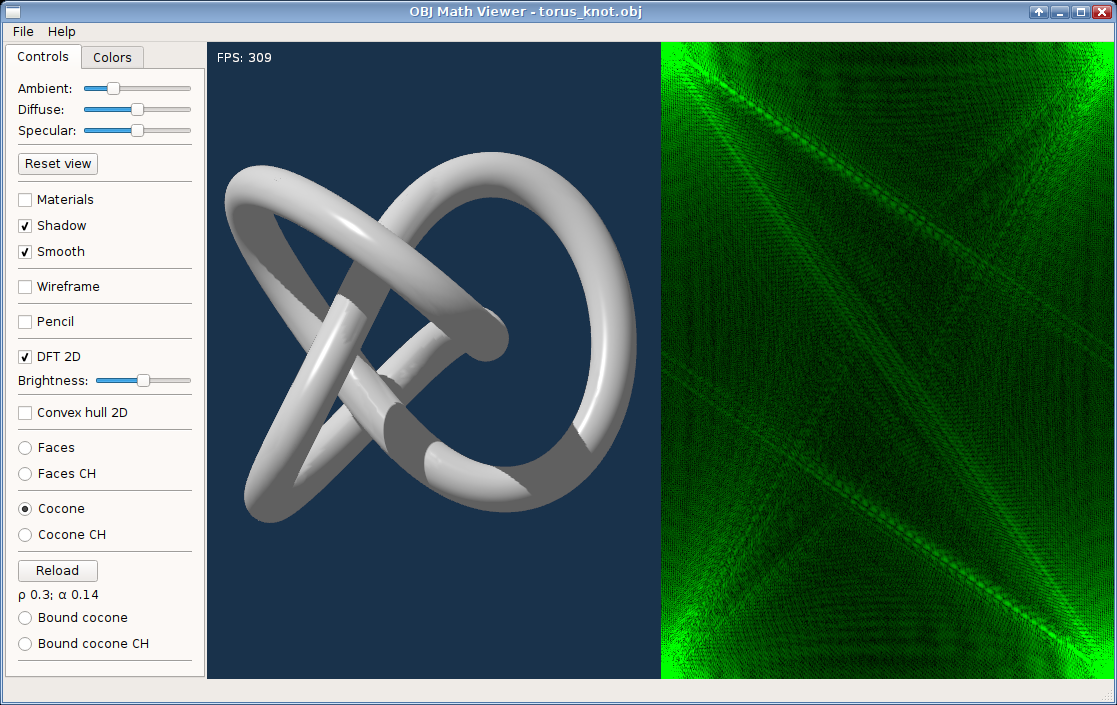 OBJ Math Viewer - torus_knot.obj
File Help
Controls Colors
FPS: 309
Ambient:
Diffuse:
Specular:
Reset view
Materials
Shadow
Smooth
Wireframe
Pencil
DFT 2D
Brightness:
Convex hull 2D
Faces
Faces CH
Cocone
Cocone CH
Reload
ρ 0.3; α 0.14
Bound cocone
Bound cocone CH